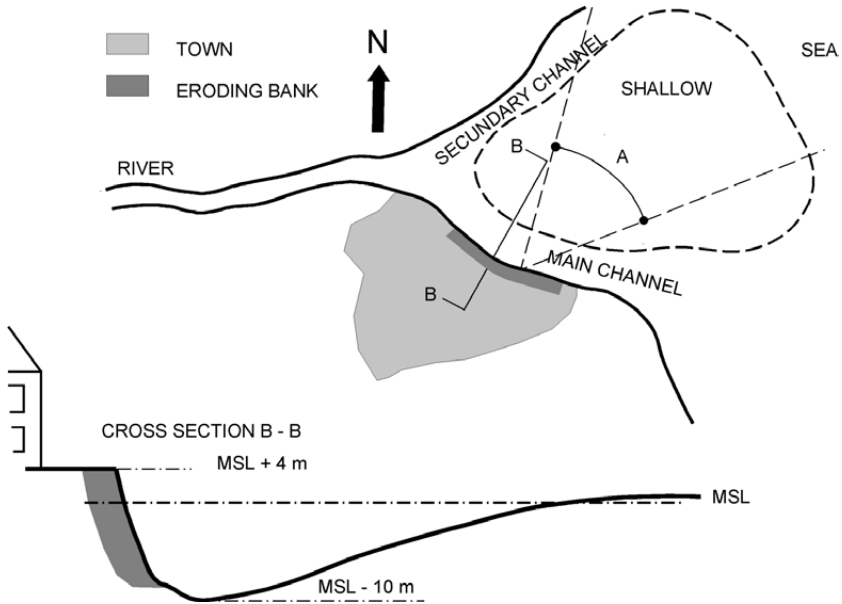 TOWN
ERODING BANK
N
SEA
SHALLOW
SECUNDARY CHANNEL
RIVER
B
A
MAIN CHANNEL
B
CROSS SECTION B - B
MSL + 4 m
MSL
MSL - 10 m